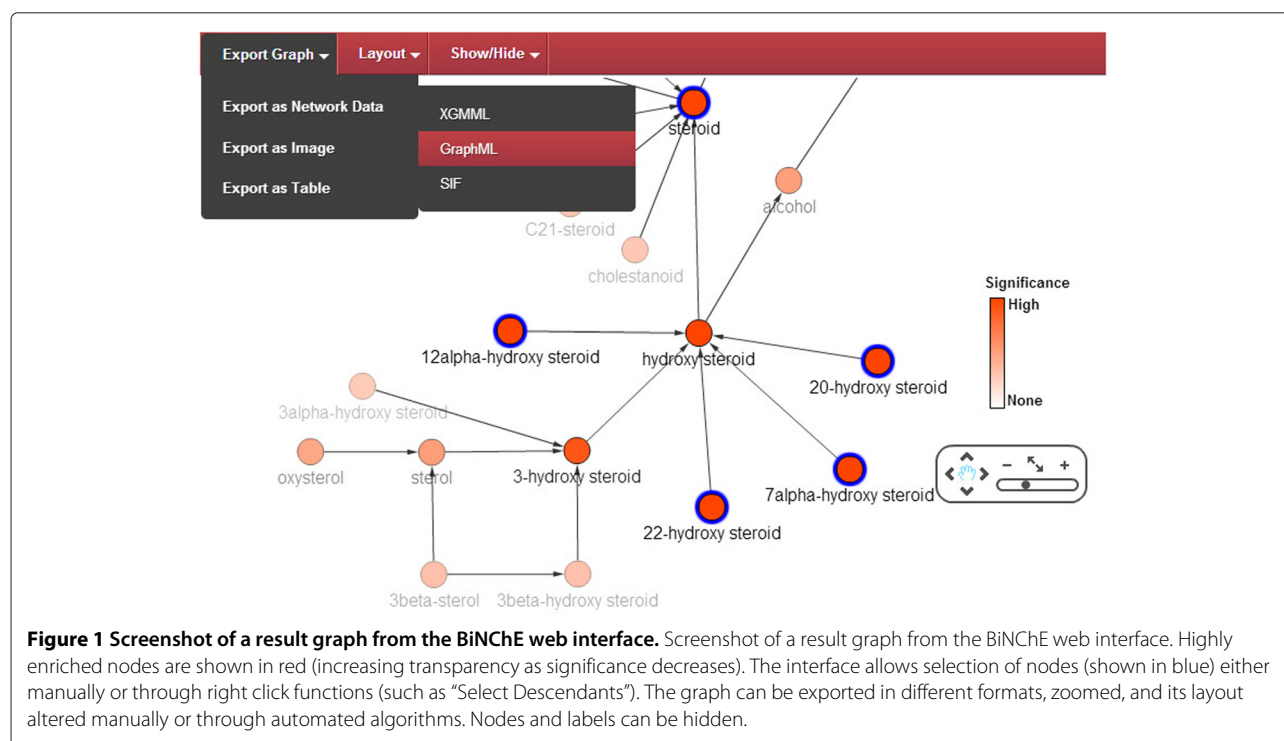 Export Graph Layout Show/Hide
Export as Network Data
Export as Image
Export as Table
XGMML
GraphML
SIF
steroid
alcohol
C21-steroid
cholestanoid
Significance
High
None
12alpha-hydroxy steroid
hydroxy steroid
20-hydroxy steroid
3alpha-hydroxy steroid
oxysterol
sterol
3-hydroxy steroid
7alpha-hydroxy steroid
22-hydroxy steroid
3beta-sterol
3beta-hydroxy steroid
Figure 1 Screenshot of a result graph from the BiNChE web interface. Screenshot of a result graph from the BiNChE web interface. Highly
enriched nodes are shown in red (increasing transparency as significance decreases). The interface allows selection of nodes (shown in blue) either
manually or through right click functions (such as “Select Descendants”). The graph can be exported in different formats, zoomed, and its layout
altered manually or through automated algorithms. Nodes and labels can be hidden.